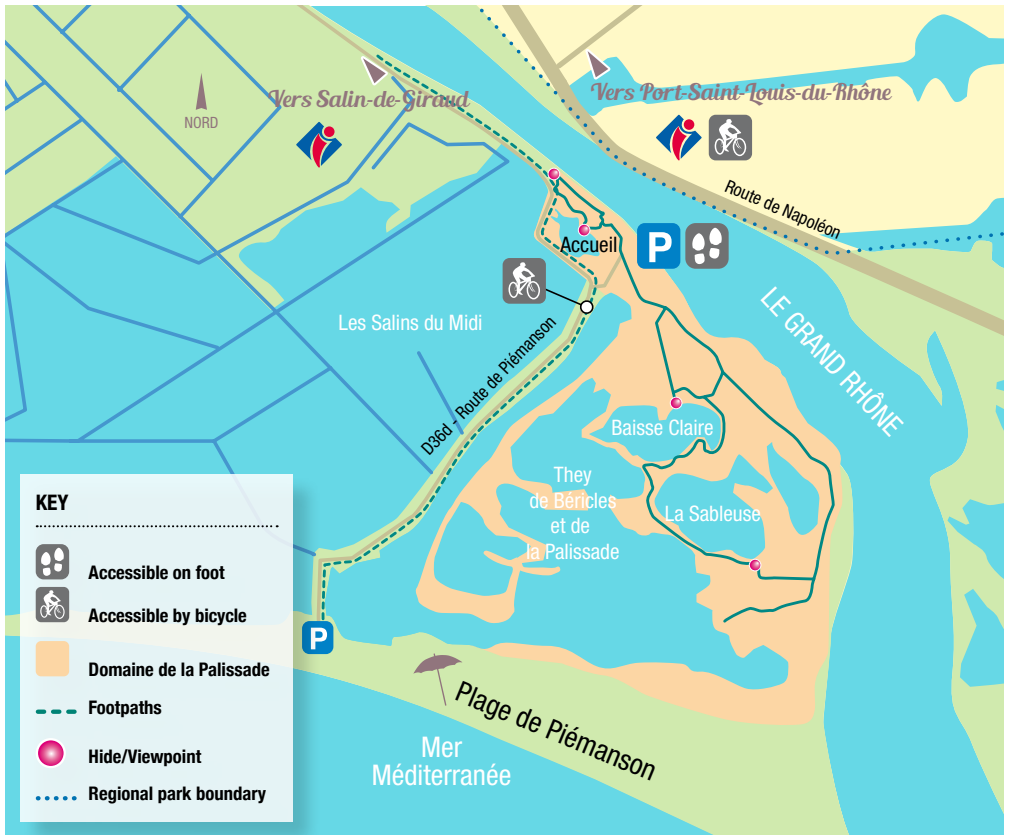 Vers Salin-de-Giraud
Vers Port-Saint-Louis-du-Rhône
NORD
Route de Napoléon
Accueil
P
LE GRAND RHÔNE
Les Salins du Midi
D36d - Route de Piémanson
Baisse Claire
They
de Béricles
et de
la Palissade
La Sableuse
P
Plage de Piémanson
Mer
Méditerranée
KEY
Accessible on foot
Accessible by bicycle
Domaine de la Palissade
Footpaths
Hide/Viewpoint
Regional park boundary